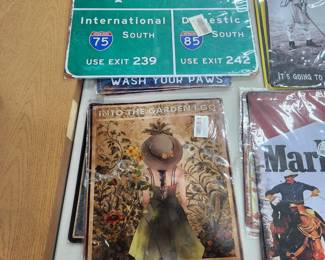 International
75 SOUTH
USE EXIT 239
Domestic
85 SOUTH
USE EXIT 242
WASH YOUR PAWS
INTO THE GARDEN I GO
IT'S GOING TO
Marl